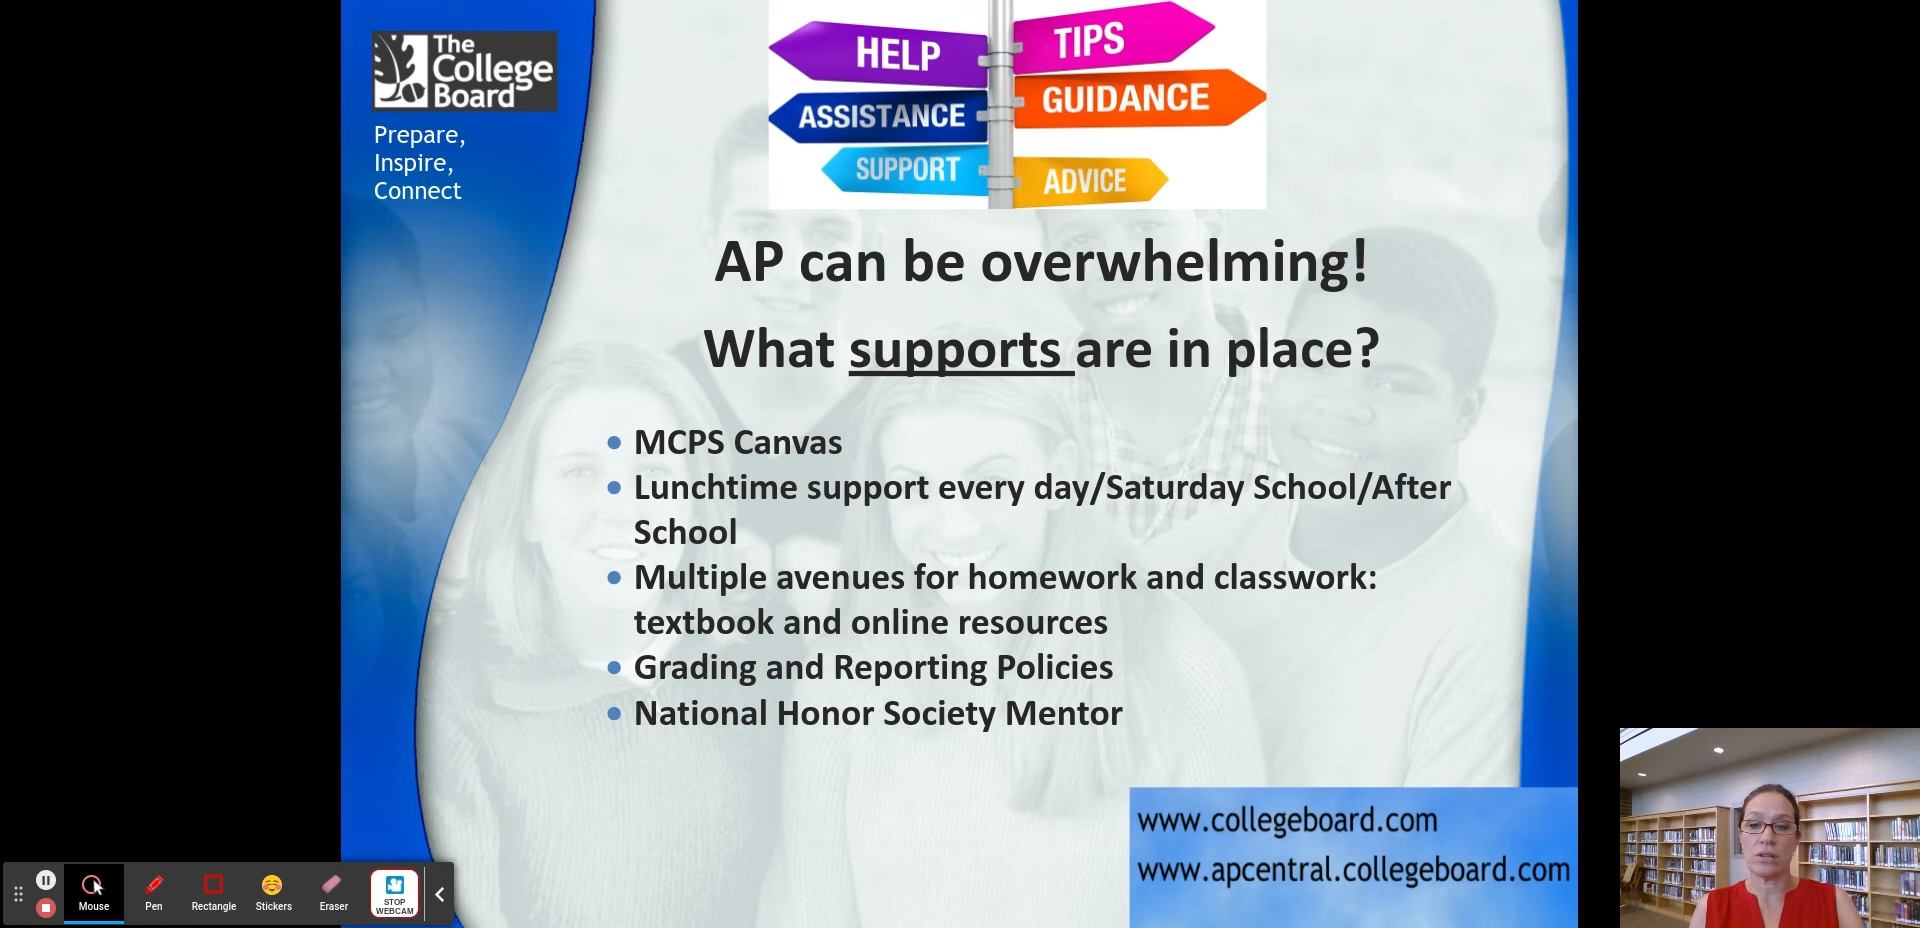 The
College
Board
Prepare,
Inspire,
Connect
HELP
TIPS
ASSISTANCE
GUIDANCE
SUPPORT
ADVICE
AP can be overwhelming!
What supports are in place?
• MCPS Canvas
• Lunchtime support every day/Saturday School/After
School
• Multiple avenues for homework and classwork:
textbook and online resources
• Grading and Reporting Policies
• National Honor Society Mentor
www.collegeboard.com
www.apcentral.collegeboard.com
Mouse
Pen
Rectangle
Stickers
Eraser
STOP
WEBCAM